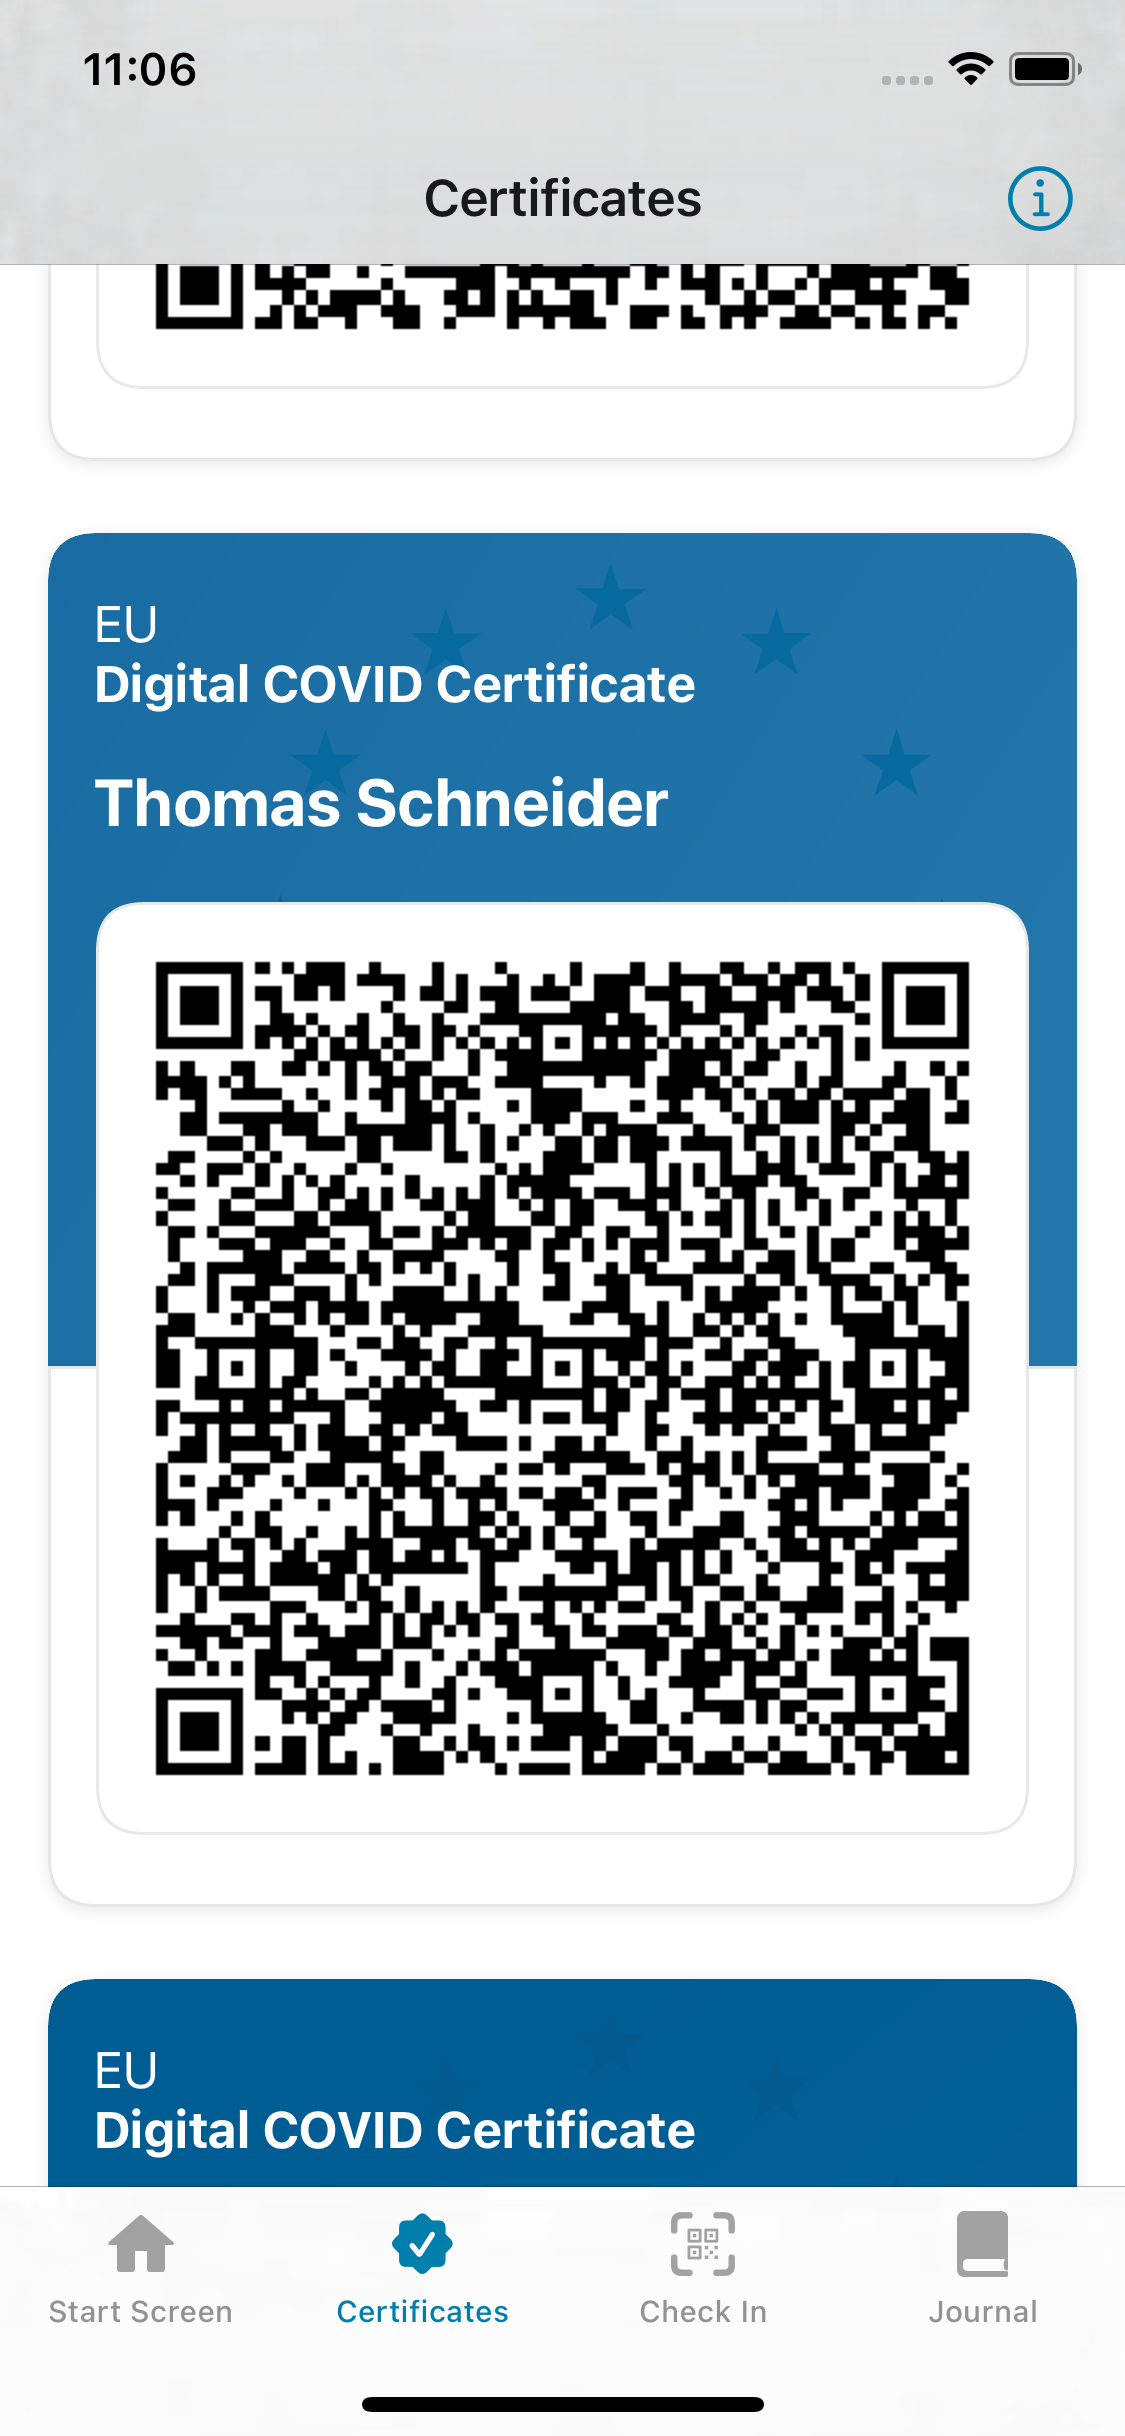 11:06
Certificates
EU
Digital COVID Certificate
Thomas Schneider
EU
Digital COVID Certificate
Start Screen
Certificates
Check In
Journal